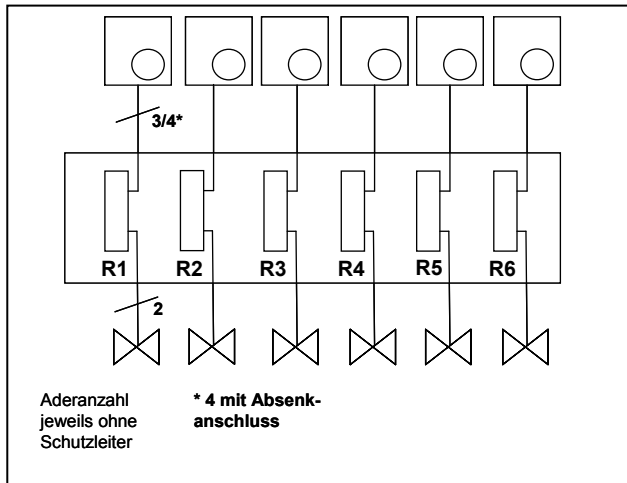 3/4*
R1 R2 R3 R4 R5 R6
2
Aderanzahl
jeweils ohne
Schutzleiter
* 4 mit Absenk-
anschluss